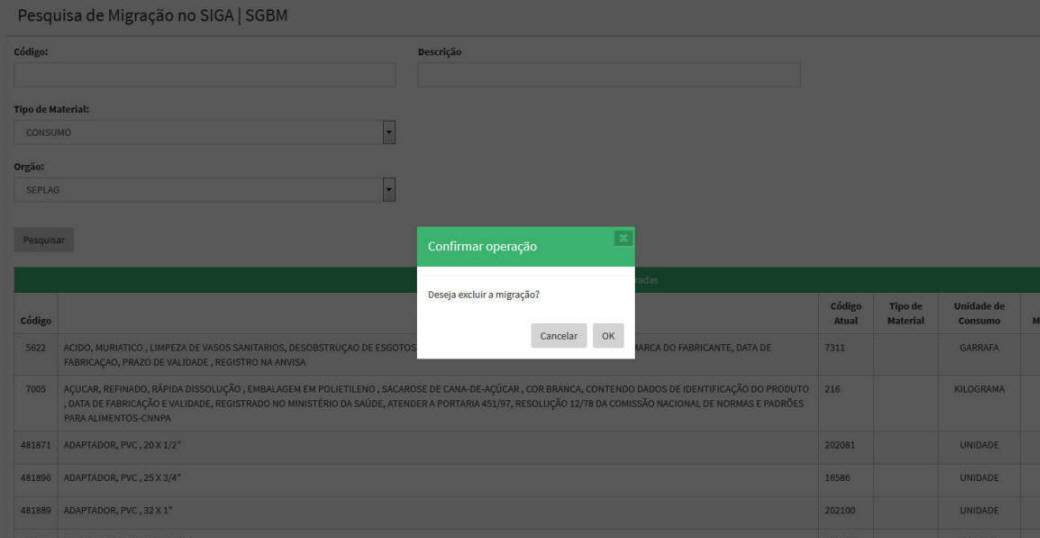 Pesquisa de Migração no SIGA | SGBM
Código:
Descrição
Tipo de Material:
CONSUMO
Orgão:
SEPLAG
Pesquisar
Confirmar operação
Deseja excluir a migração?
Cancelar
OK
Código
Código Atual
Tipo de Material
Unidade de Consumo
5622
ACIDO, MURIATICO , LIMPEZA DE VASOS SANITARIOS, DESOBSTRUÇAO DE ESGOTOS
MARCA DO FABRICANTE, DATA DE
7311
GARRAFA
FABRICAÇAO, PRAZO DE VALIDADE , REGISTRO NA ANVISA
7005
AÇUCAR, REFINADO, RÁPIDA DISSOLUÇÃO , EMBALAGEM EM POLIETILENO , SACAROSE DE CANA-DE-AÇÚCAR , COR BRANCA, CONTENDO DADOS DE IDENTIFICAÇÃO DO PRODUTO
216
KILOGRAMA
, DATA DE FABRICAÇÃO E VALIDADE, REGISTRADO NO MINISTÉRIO DA SAÚDE, ATENDER A PORTARIA 451/97, RESOLUÇÃO 12/78 DA COMISSÃO NACIONAL DE NORMAS E PADRÕES
PARA ALIMENTOS-CNNPA
481871
ADAPTADOR, PVC , 20 X 1/2"
202081
UNIDADE
481896
ADAPTADOR, PVC , 25 X 3/4"
16586
UNIDADE
481889
ADAPTADOR, PVC , 32 X 1"
202100
UNIDADE